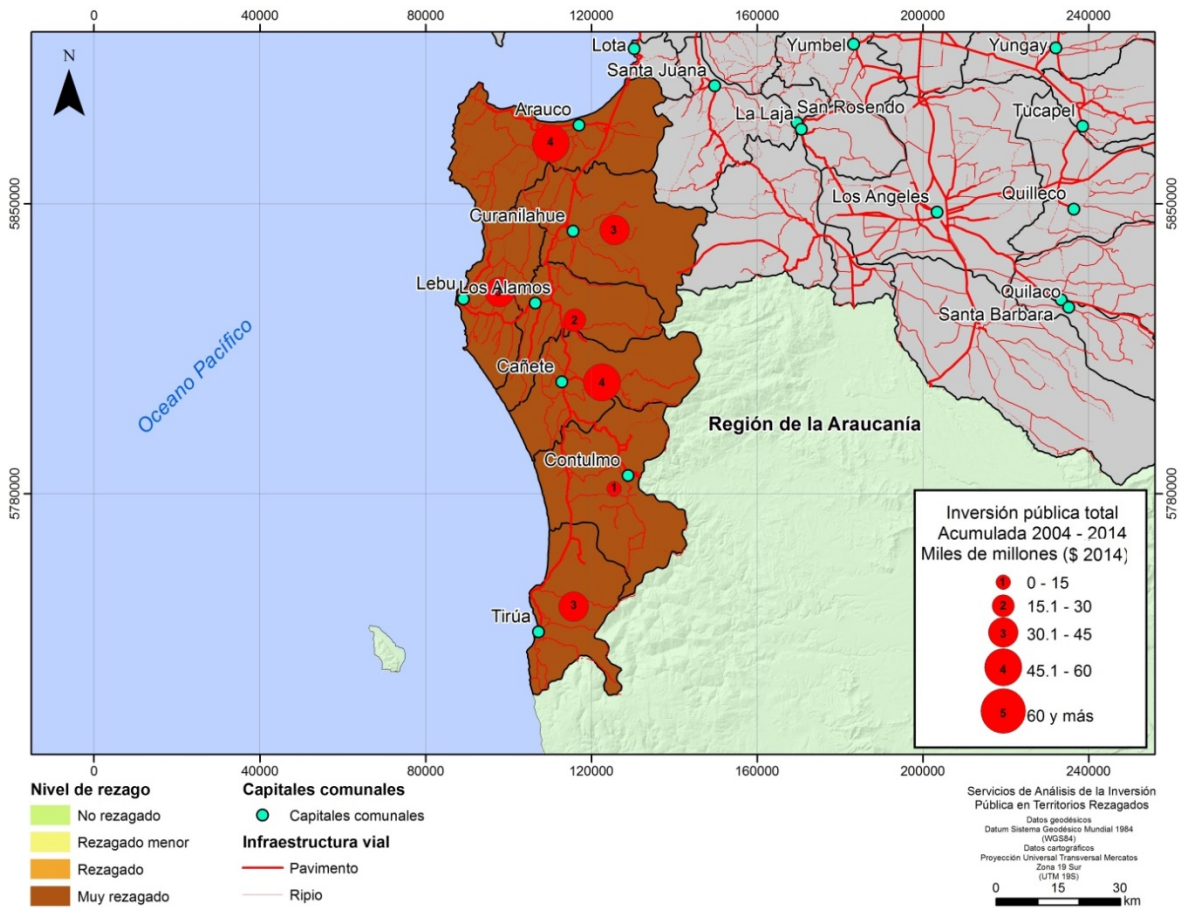 0 40000 80000 120000 160000 200000 240000
N
Lota
Yumbel
Yungay
Santa Juana
Arauco
La Laja
San Rosendo
Tucapel
4
5850000
5850000
Los Angeles
Quilleco
Curanilahue
3
Lebu
Los Alamos
Quilaco
Santa Barbara
2
Oceano Pacífico
Cañete
4
Región de la Araucanía
Contulmo
1
5780000
5780000
3
Tirúa
Inversión pública total
Acumulada 2004 - 2014
Miles de millones ($ 2014)
1 0 - 15
2 15.1 - 30
3 30.1 - 45
4 45.1 - 60
5 60 y más
0 40000 80000 120000 160000 200000 240000
Nivel de rezago
No rezagado
Rezagado menor
Rezagado
Muy rezagado
Capitales comunales
Capitales comunales
Infraestructura vial
Pavimento
Ripio
Servicios de Análisis de la Inversión
Pública en Territorios Rezagados
Datos geodésicos
Datum Sistema Geodésico Mundial 1984
(WGS84)
Datos cartográficos
Proyección Universal Transversal Mercatos
Zona 19 Sur
(UTM 19S)
0 15 30
km